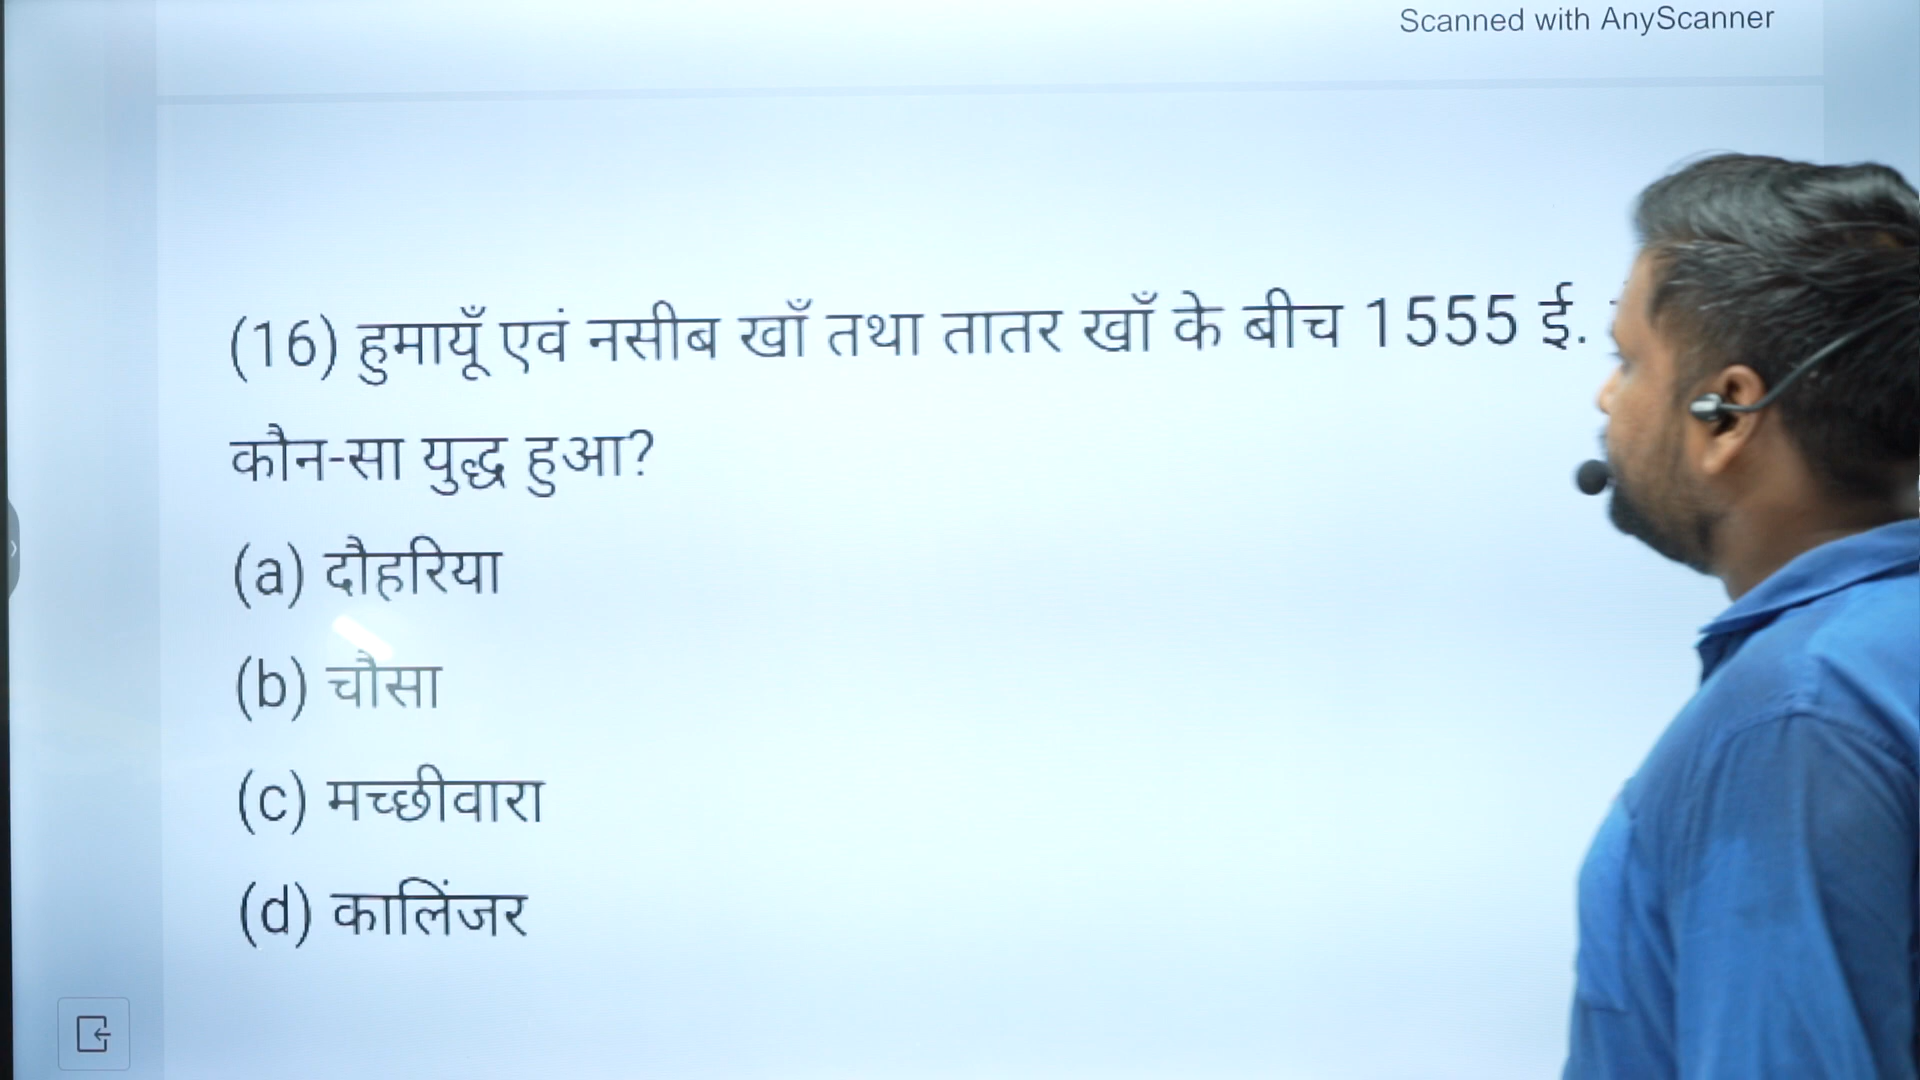 Scanned with AnyScanner
(16) हुमायूँ एवं नसीब खाँ तथा तातर खाँ के बीच 1555 ई.
कौन-सा युद्ध हुआ?
(a) दौहरिया
(b) चौसा
(c) मच्छीवारा
(d) कालिंजर